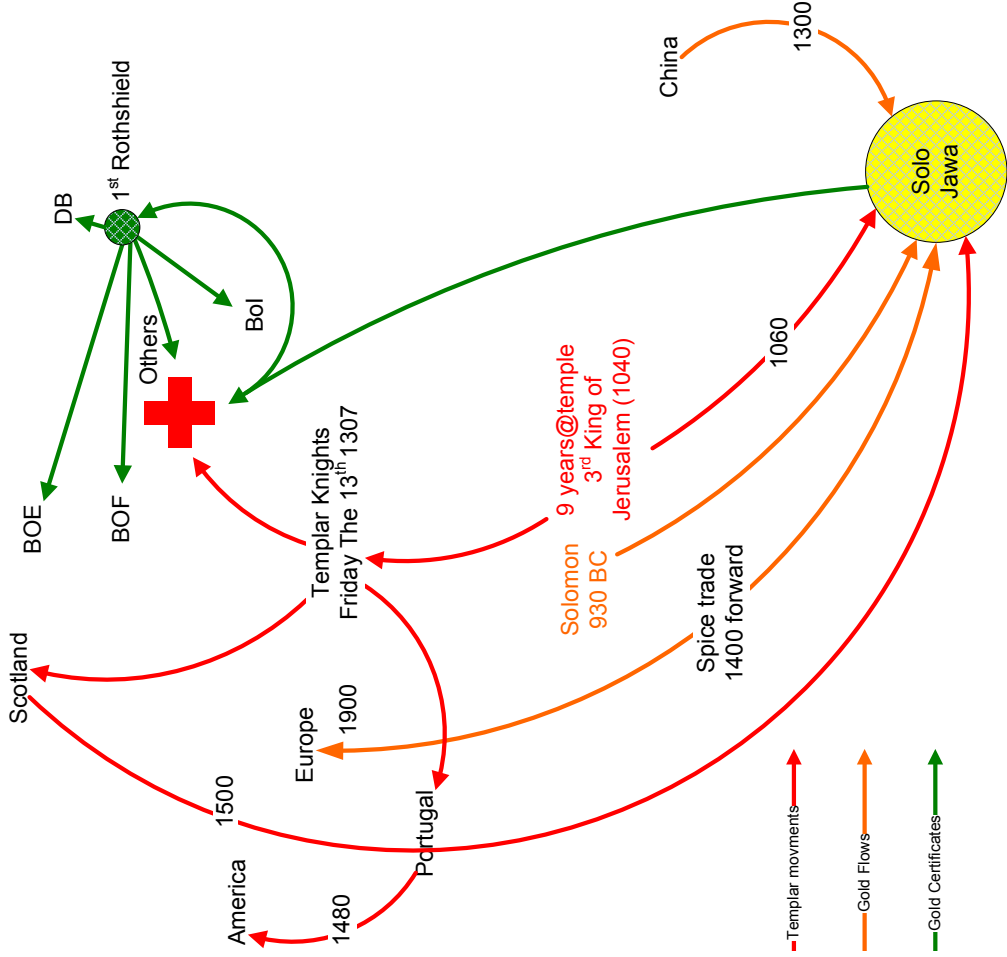 Scotland
BOE
DB
BOF
1st Rothshield
Others
1500
America
BoI
Europe
Templar Knights
Friday The 13th 1307
1480
1900
Portugal
Solomon
930 BC
9 years@temple
3rd King of
Jerusalem (1040)
China
Spice trade
1400 forward
1060
1300
Templar movments
Gold Flows
Gold Certificates
Solo
Jawa